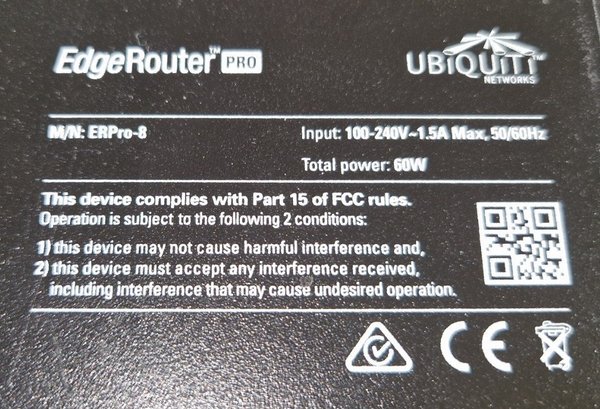 EdgeRouter™ PRO
UBIQUITI™
NETWORKS
M/N: ERPro-8
Input: 100-240V~1.5A Max, 50/60Hz
Total power: 60W
This device complies with Part 15 of FCC rules.
Operation is subject to the following 2 conditions:
1) this device may not cause harmful interference and,
2) this device must accept any interference received,
including interference that may cause undesired operation.
CE